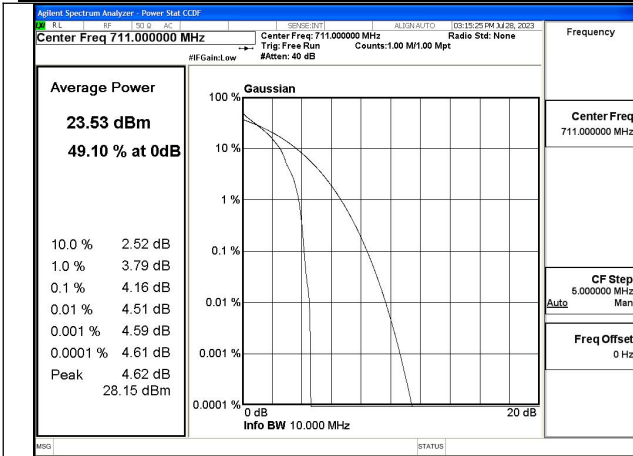 Agilent Spectrum Analyzer - Power Stat CCDF
RL RF 50 Ω AC SENSE:INT ALIGN AUTO 03:15:25 PM Jul 28, 2023
Center Freq 711.000000 MHz
Center Freq: 711.000000 MHz Radio Std: None
Trig: Free Run Counts:1.00 M/1.00 Mpt
#IFGain:Low #Atten: 40 dB
Frequency
Average Power
23.53 dBm
49.10 % at 0dB
10.0 % 2.52 dB
1.0 % 3.79 dB
0.1 % 4.16 dB
0.01 % 4.51 dB
0.001 % 4.59 dB
0.0001 % 4.61 dB
Peak 4.62 dB
28.15 dBm
Gaussian
100 %
10 %
1 %
0.1 %
0.01 %
0.001 %
0.0001 %
0 dB 20 dB
Info BW 10.000 MHz
Center Freq
711.000000 MHz
CF Step
5.000000 MHz
Auto Man
Freq Offset
0 Hz
MSG STATUS